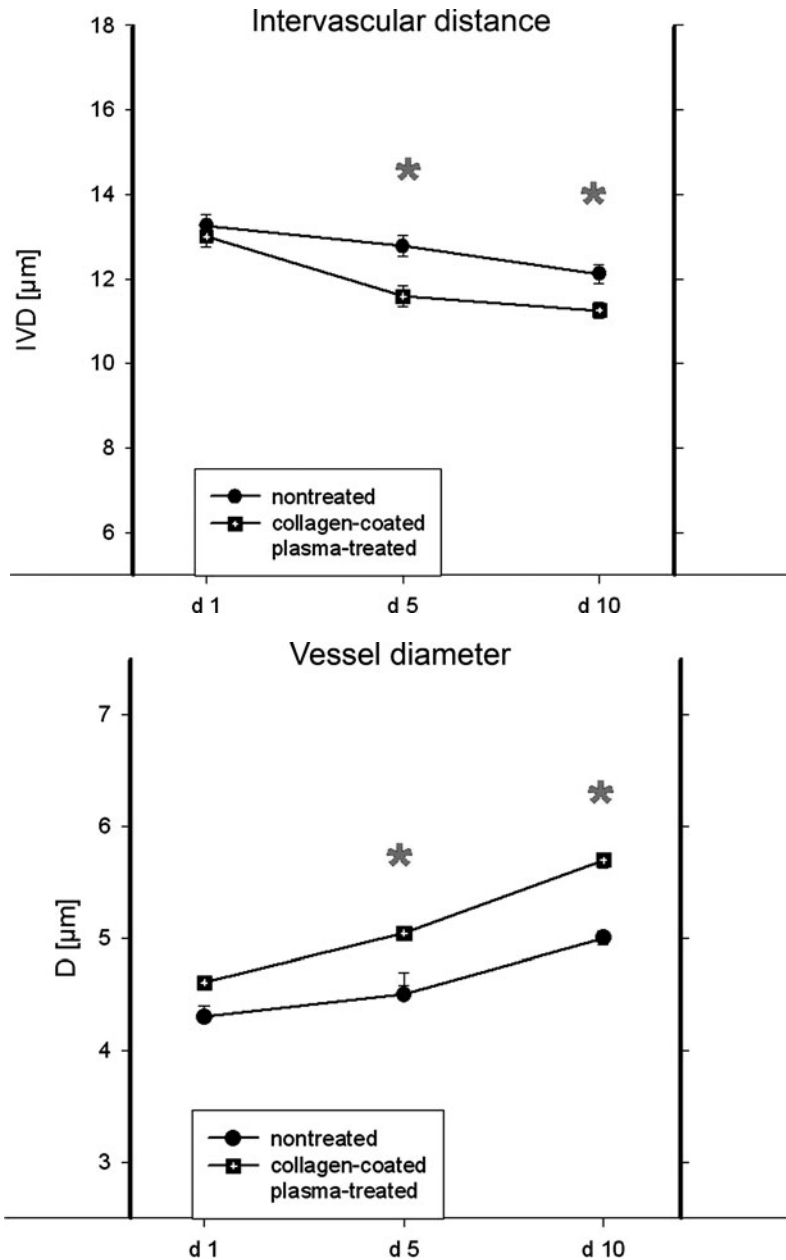 Intervascular distance
18
16
14
12
10
8
6
IVD [µm]
*
*
nontreated
collagen-coated
plasma-treated
d 1
d 5
d 10
Vessel diameter
7
6
5
4
3
D [µm]
*
*
nontreated
collagen-coated
plasma-treated
d 1
d 5
d 10